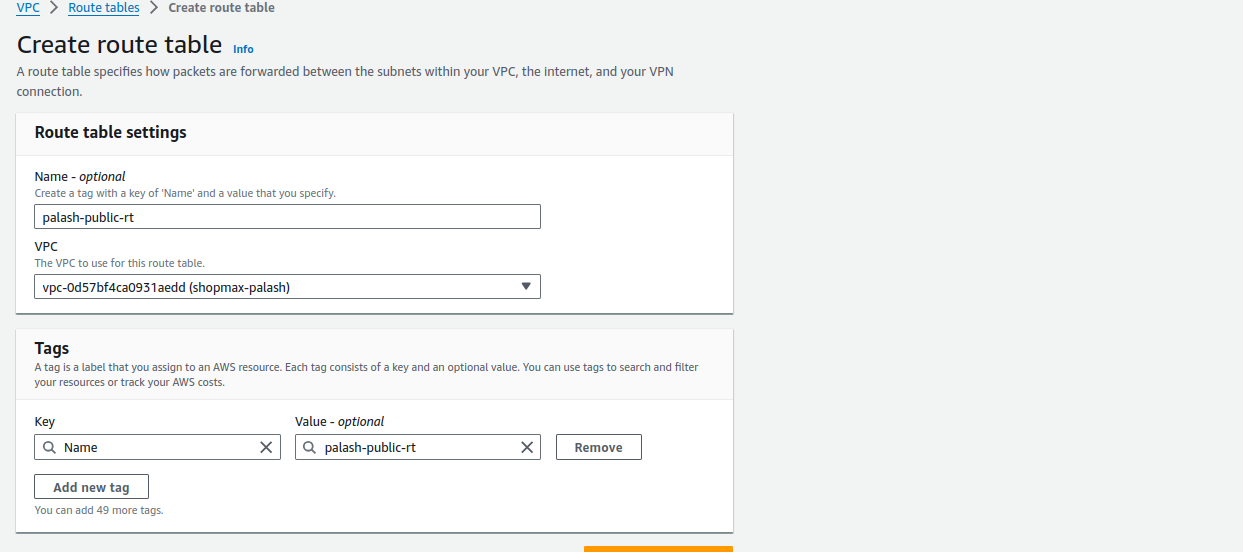 VPC > Route tables > Create route table
Create route table Info
A route table specifies how packets are forwarded between the subnets within your VPC, the internet, and your VPN
connection.
Route table settings
Name - optional
Create a tag with a key of 'Name' and a value that you specify.
palash-public-rt
VPC
The VPC to use for this route table.
vpc-0d57bf4ca0931aedd (shopmax-palash)
Tags
A tag is a label that you assign to an AWS resource. Each tag consists of a key and an optional value. You can use tags to search and filter
your resources or track your AWS costs.
Key Value - optional
Name palash-public-rt Remove
Add new tag
You can add 49 more tags.